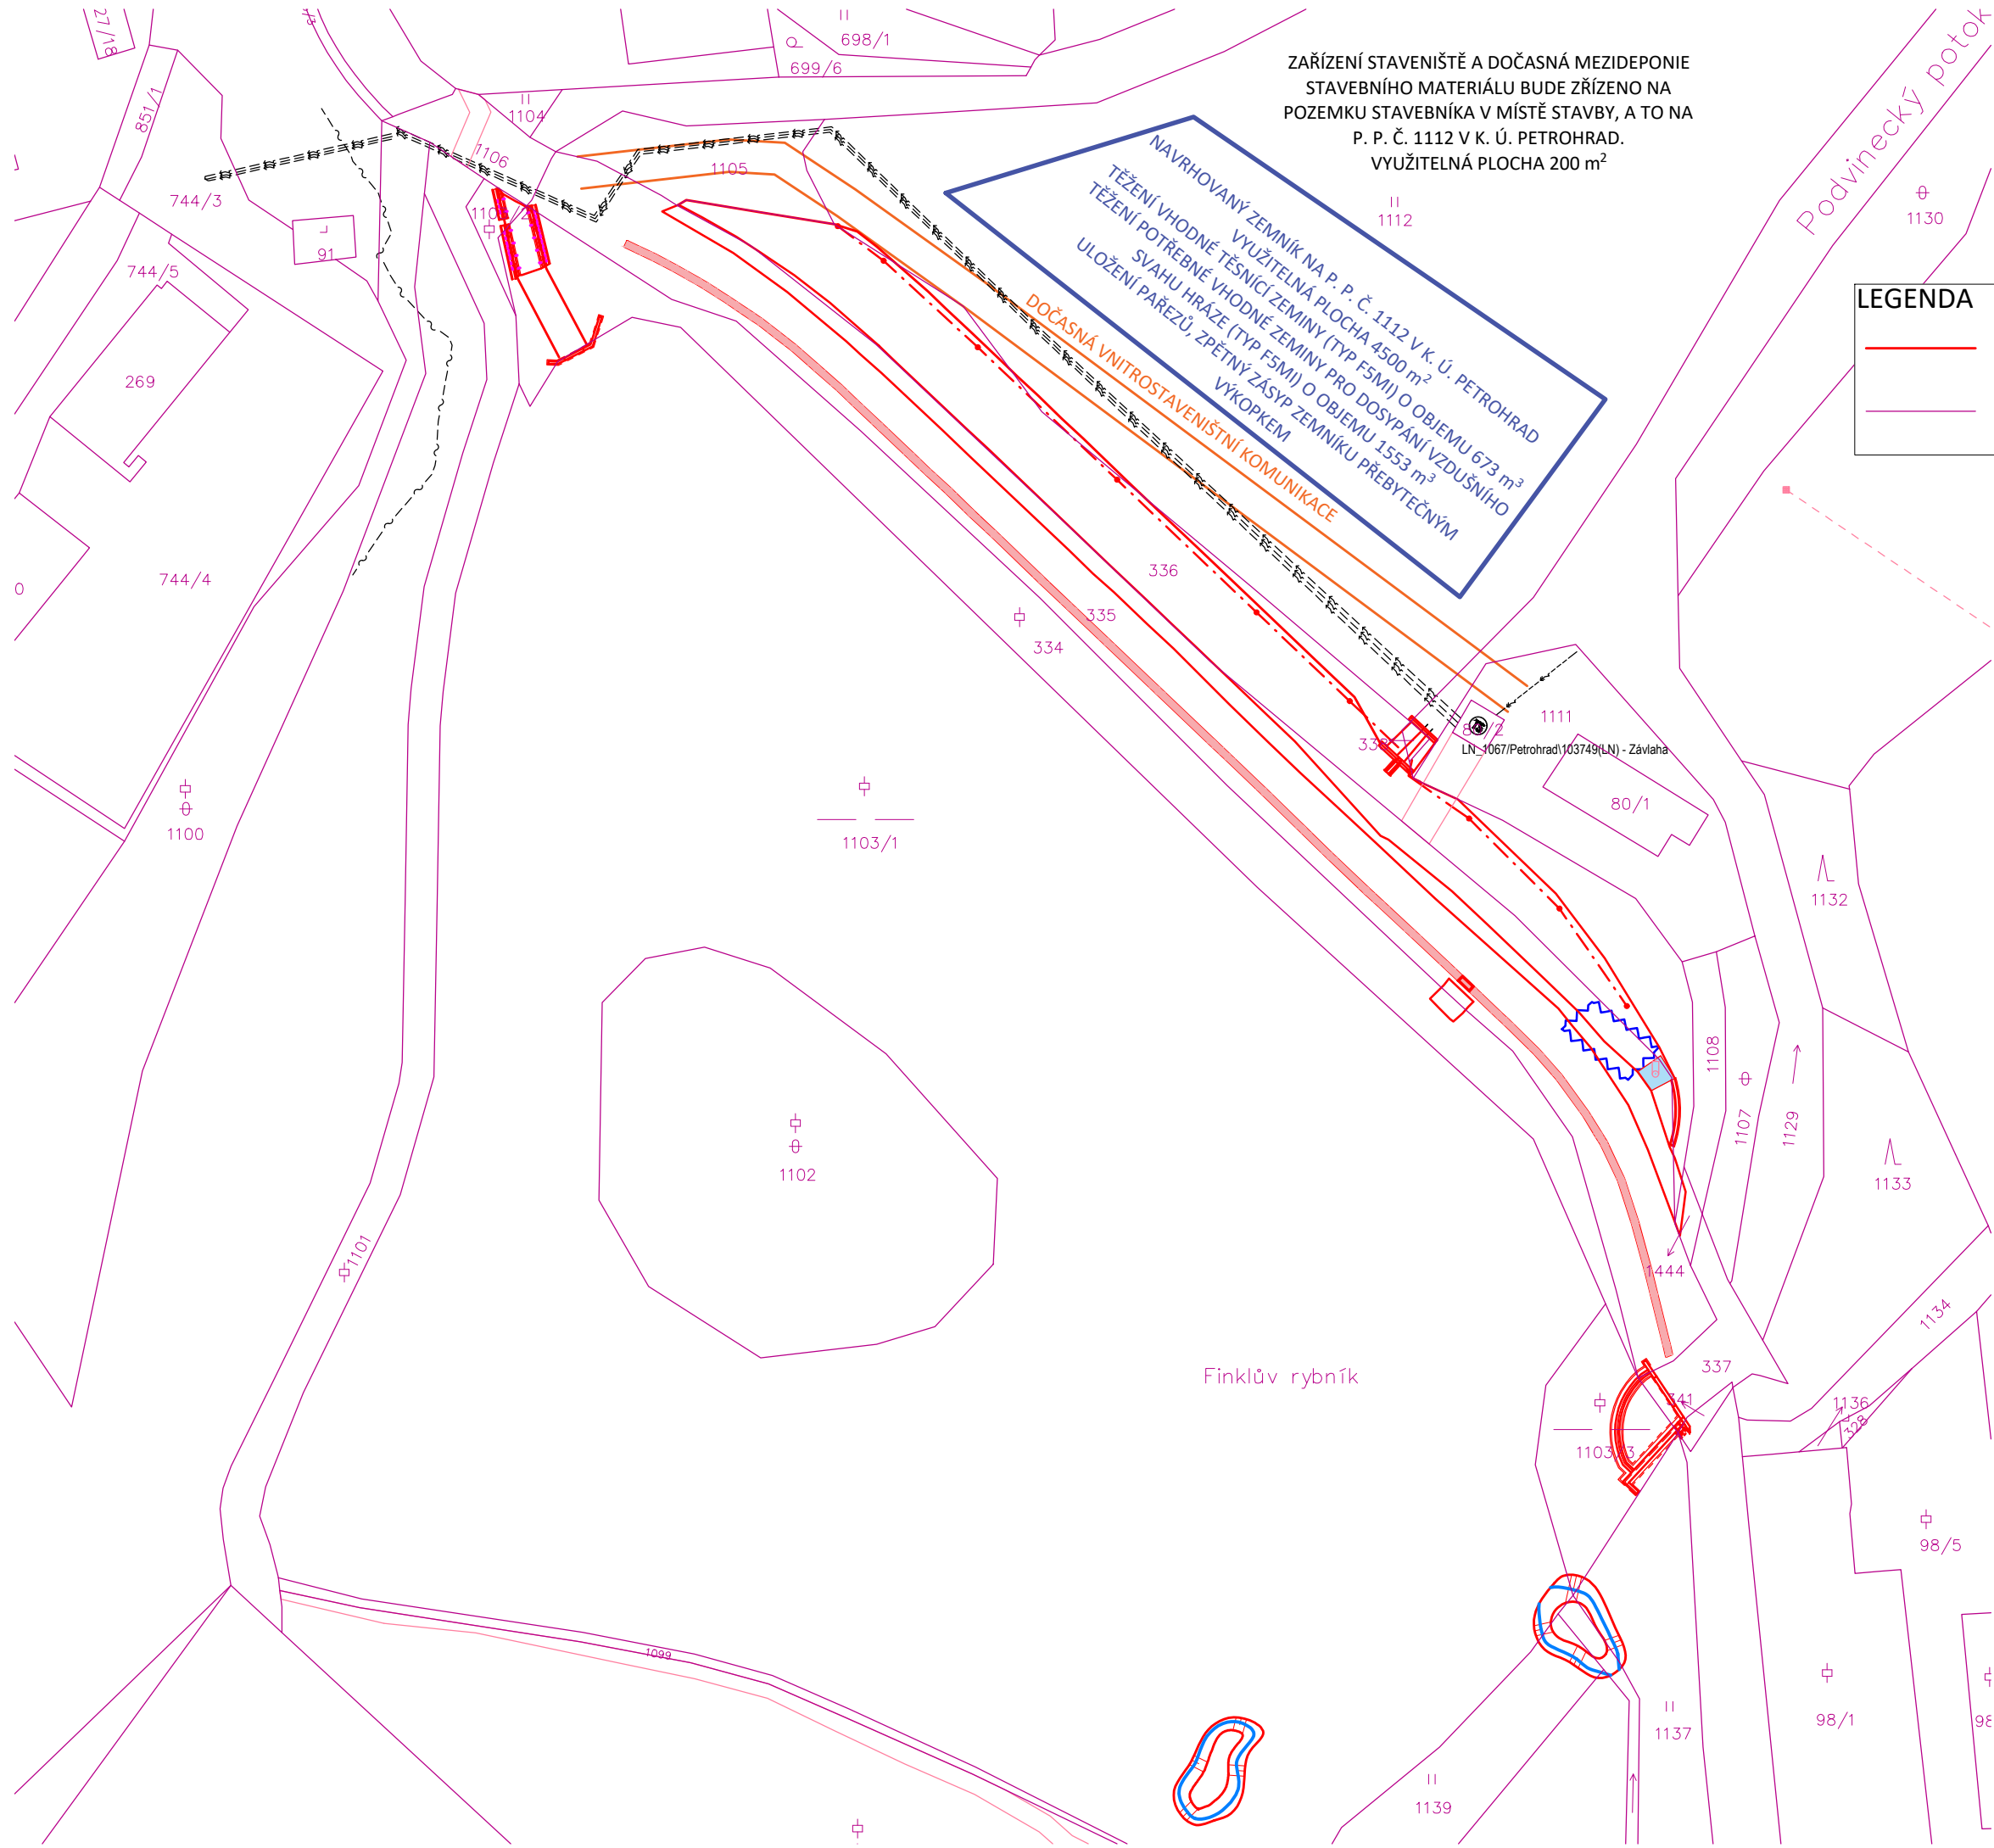 27/18
698/1
699/6
1104
851/1
1106
1105
744/3
91
744/5
269
744/4
0
ZAŘÍZENÍ STAVENIŠTĚ A DOČASNÁ MEZIDEPONIE
STAVEBNÍHO MATERIÁLU BUDE ZŘÍZENO NA
POZEMKU STAVEBNÍKA V MÍSTĚ STAVBY, A TO NA
P. P. Č. 1112 V K. Ú. PETROHRAD.
VYUŽITELNÁ PLOCHA 200 m²
1112
Podvinecký potok
1130
LEGENDA
NAVRHOVANÝ ZEMNÍK NA P. P. Č. 1112 V K. Ú. PETROHRAD
VYUŽITELNÁ PLOCHA 4500 m²
TĚŽENÍ VHODNÉ TĚSNÍCÍ ZEMINY (TYP F5MI) O OBJEMU 673 m³
TĚŽENÍ POTŘEBNÉ VHODNÉ ZEMINY PRO DOSYPÁNÍ VZDUŠNÍHO
SVAHU HRÁZE (TYP F5MI) O OBJEMU 1553 m³
ULOŽENÍ PAŘEZŮ, ZPĚTNÝ ZÁSYP ZEMNÍKU PŘEBYTEČNÝM
VÝKOPKEM
DOČASNÁ VNITROSTAVENIŠTNÍ KOMUNIKACE
336
335
334
1111
LN_1067/Petrohrad\103749(LN) - Závlaha
80/1
1100
1103/1
1132
1108
1107
1129
1102
1133
1101
1444
1134
Finklův rybník
337
341
1136
328
98/5
1099
1137
98/1
98
1139